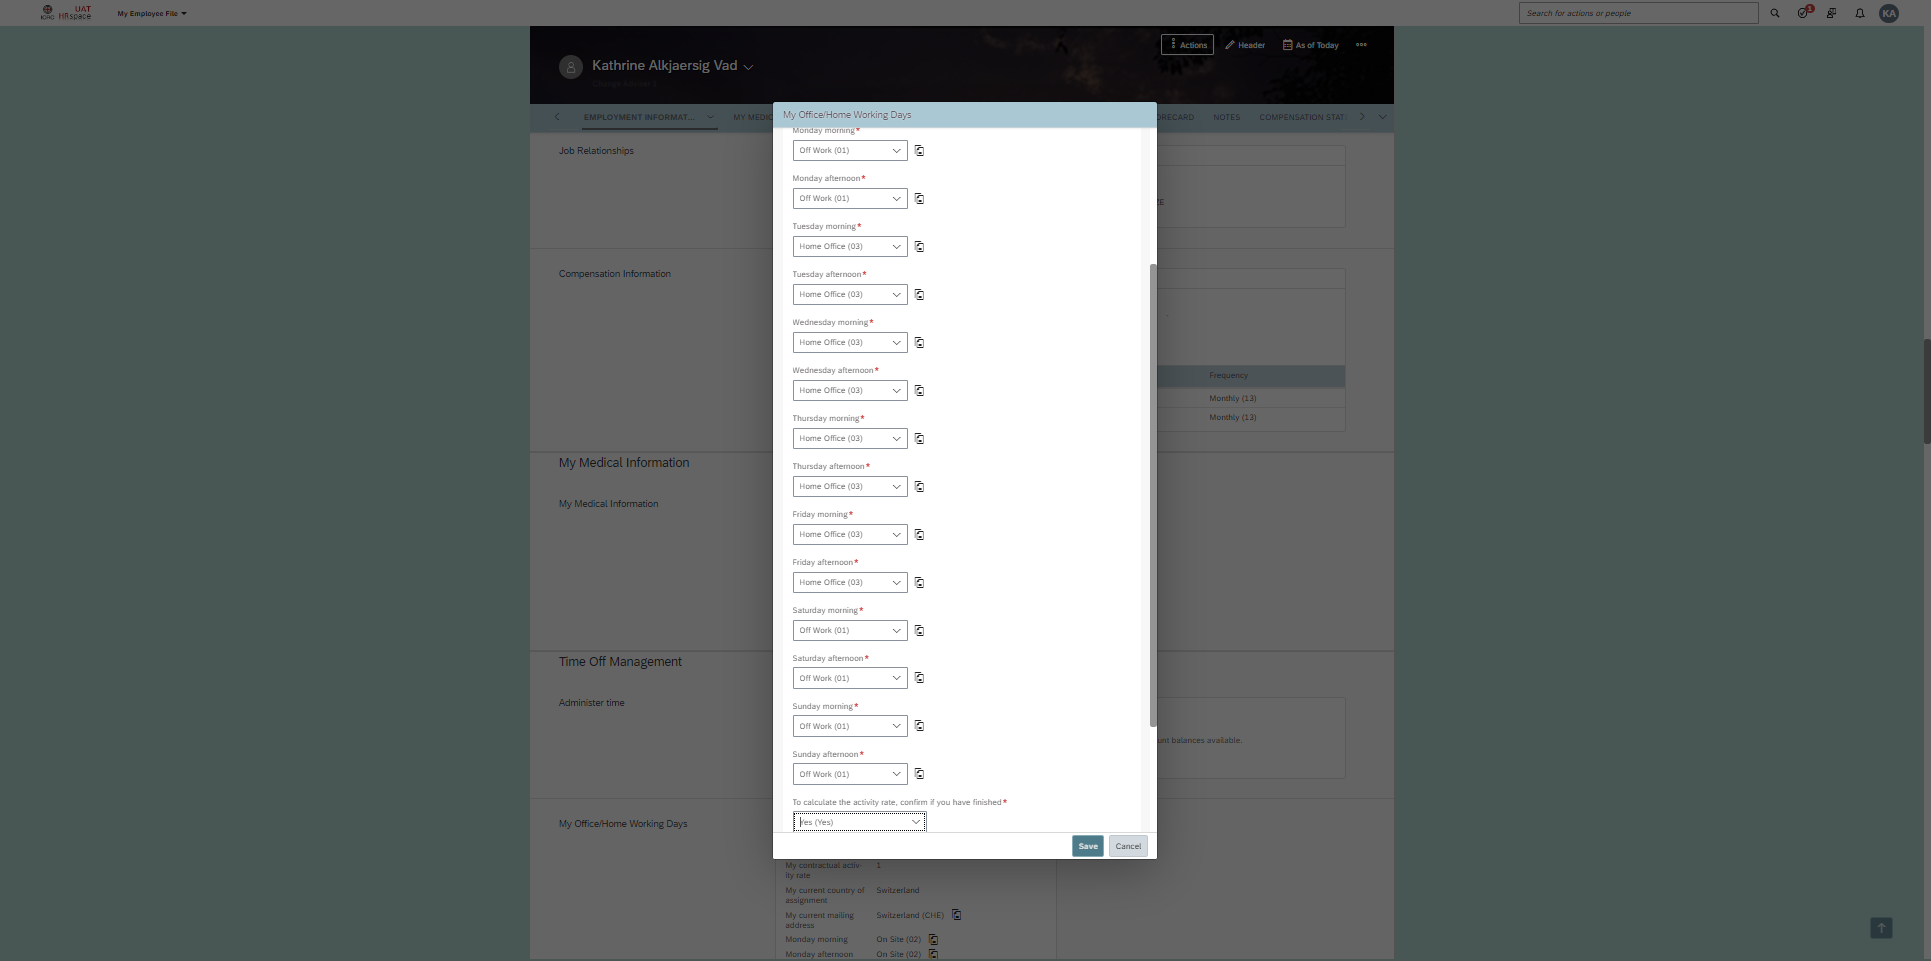 UAT
ICRC HRspace
My Employee File
Search for actions or people
1
KA
Actions
Header
As of Today
Kathrine Alkjaersig Vad
EMPLOYMENT INFORMAT...
MY MEDIC
ORECARD
NOTES
COMPENSATION STAT
My Office/Home Working Days
Job Relationships
Compensation Information
Frequency
Monthly (13)
Monthly (13)
My Medical Information
My Medical Information
Time Off Management
Administer time
unt balances available.
My Office/Home Working Days
Monday morning*
Off Work (01)
Monday afternoon*
Off Work (01)
Tuesday morning*
Home Office (03)
Tuesday afternoon*
Home Office (03)
Wednesday morning*
Home Office (03)
Wednesday afternoon*
Home Office (03)
Thursday morning*
Home Office (03)
Thursday afternoon*
Home Office (03)
Friday morning*
Home Office (03)
Friday afternoon*
Home Office (03)
Saturday morning*
Off Work (01)
Saturday afternoon*
Off Work (01)
Sunday morning*
Off Work (01)
Sunday afternoon*
Off Work (01)
To calculate the activity rate, confirm if you have finished*
Yes (Yes)
Save
Cancel
My contractual activ-
ity rate
1
My current country of
assignment
Switzerland
My current mailing
address
Switzerland (CHE)
Monday morning
On Site (02)
Monday afternoon
On Site (02)